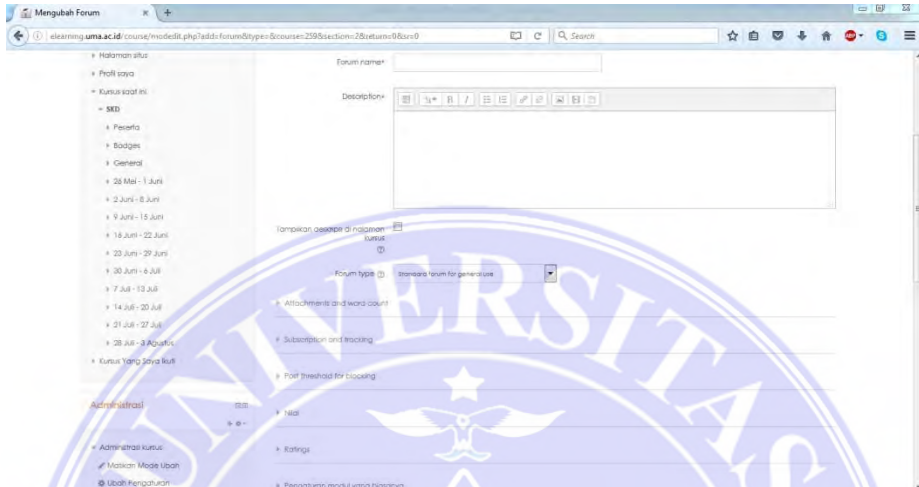 Mengubah Forum
elearning.uma.ac.id/course/modedit.php?add=forum&type=&course=259&section=2&return=0&sr=0
Search
Halaman situs
Profil saya
Kursus saat ini
SKD
Peserta
Badges
General
26 Mei - 1 Juni
2 Juni - 8 Juni
9 Juni - 15 Juni
16 Juni - 22 Juni
23 Juni - 29 Juni
30 Juni - 6 Juli
7 Juli - 13 Juli
14 Juli - 20 Juli
21 Juli - 27 Juli
28 Juli - 3 Agustus
Kursus Yang Saya Ikuti
Administrasi
Administrasi kursus
Ubah Pengaturan
Forum name*
Description*
B I
Tampilkan deskripsi di halaman
kursus
Forum type
Standard forum for general use
Attachments and word count
Subscription and tracking
Post threshold for blocking
Nilai
Ratings
Pengaturan modul yang biasanya
UNIVERSITAS